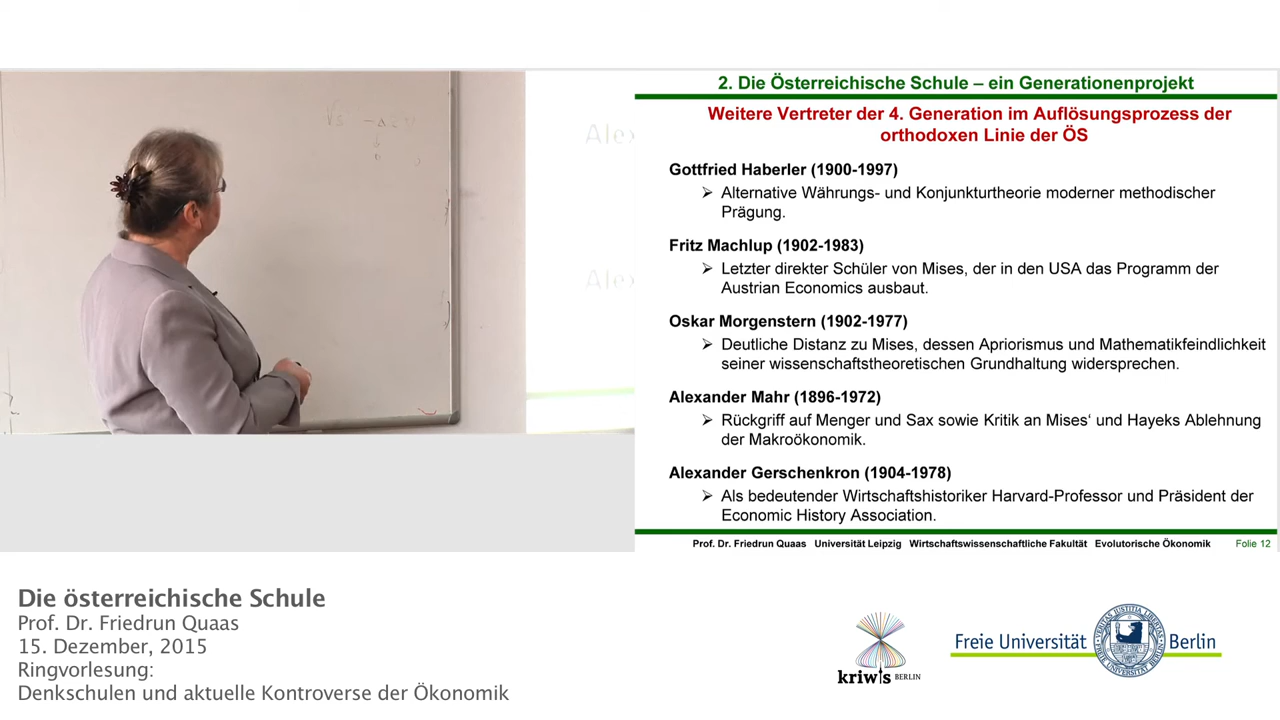 2. Die Österreichische Schule – ein Generationenprojekt
Weitere Vertreter der 4. Generation im Auflösungsprozess der
orthodoxen Linie der ÖS
Gottfried Haberler (1900-1997)
Alternative Währungs- und Konjunkturtheorie moderner methodischer
Prägung.
Fritz Machlup (1902-1983)
Letzter direkter Schüler von Mises, der in den USA das Programm der
Austrian Economics ausbaut.
Oskar Morgenstern (1902-1977)
Deutliche Distanz zu Mises, dessen Apriorismus und Mathematikfeindlichkeit
seiner wissenschaftstheoretischen Grundhaltung widersprechen.
Alexander Mahr (1896-1972)
Rückgriff auf Menger und Sax sowie Kritik an Mises‘ und Hayeks Ablehnung
der Makroökonomik.
Alexander Gerschenkron (1904-1978)
Als bedeutender Wirtschaftshistoriker Harvard-Professor und Präsident der
Economic History Association.
Prof. Dr. Friedrun Quaas Universität Leipzig Wirtschaftswissenschaftliche Fakultät Evolutorische Ökonomik Folie 12
Alex
Alex
Die österreichische Schule
Prof. Dr. Friedrun Quaas
15. Dezember, 2015
Ringvorlesung:
Denkschulen und aktuelle Kontroverse der Ökonomik
kriwis BERLIN
Freie Universität Berlin